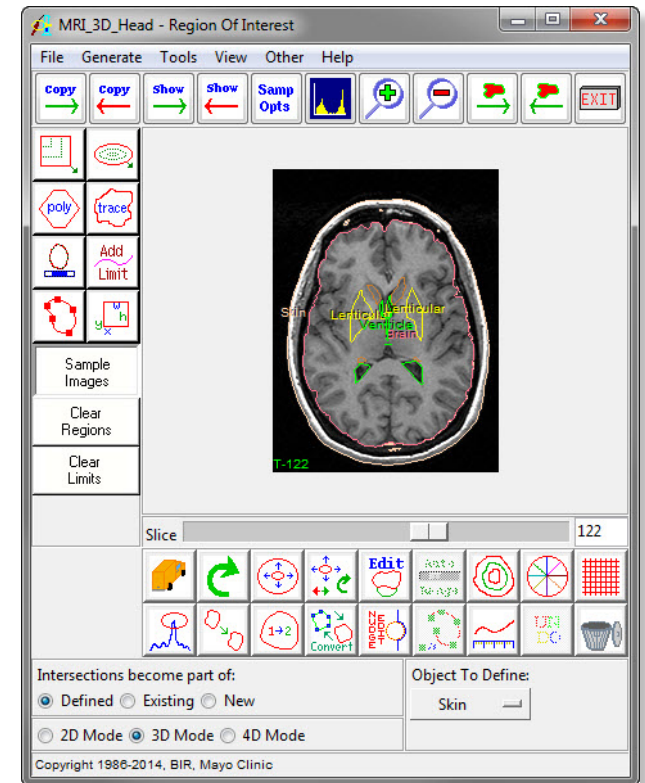 MRI_3D_Head - Region Of Interest
File Generate Tools View Other Help
Copy Copy Show Show Samp Opts EXIT
poly trace
Add Limit
y x w h
Sample Images
Clear Regions
Clear Limits
Skin Lenticular Lenticular
Ventricle
Brain
T-122
Slice 122
Edit Auto
1→2 Convert UN DO
Intersections become part of: Object To Define:
Defined Existing New Skin
2D Mode 3D Mode 4D Mode
Copyright 1986-2014, BIR, Mayo Clinic